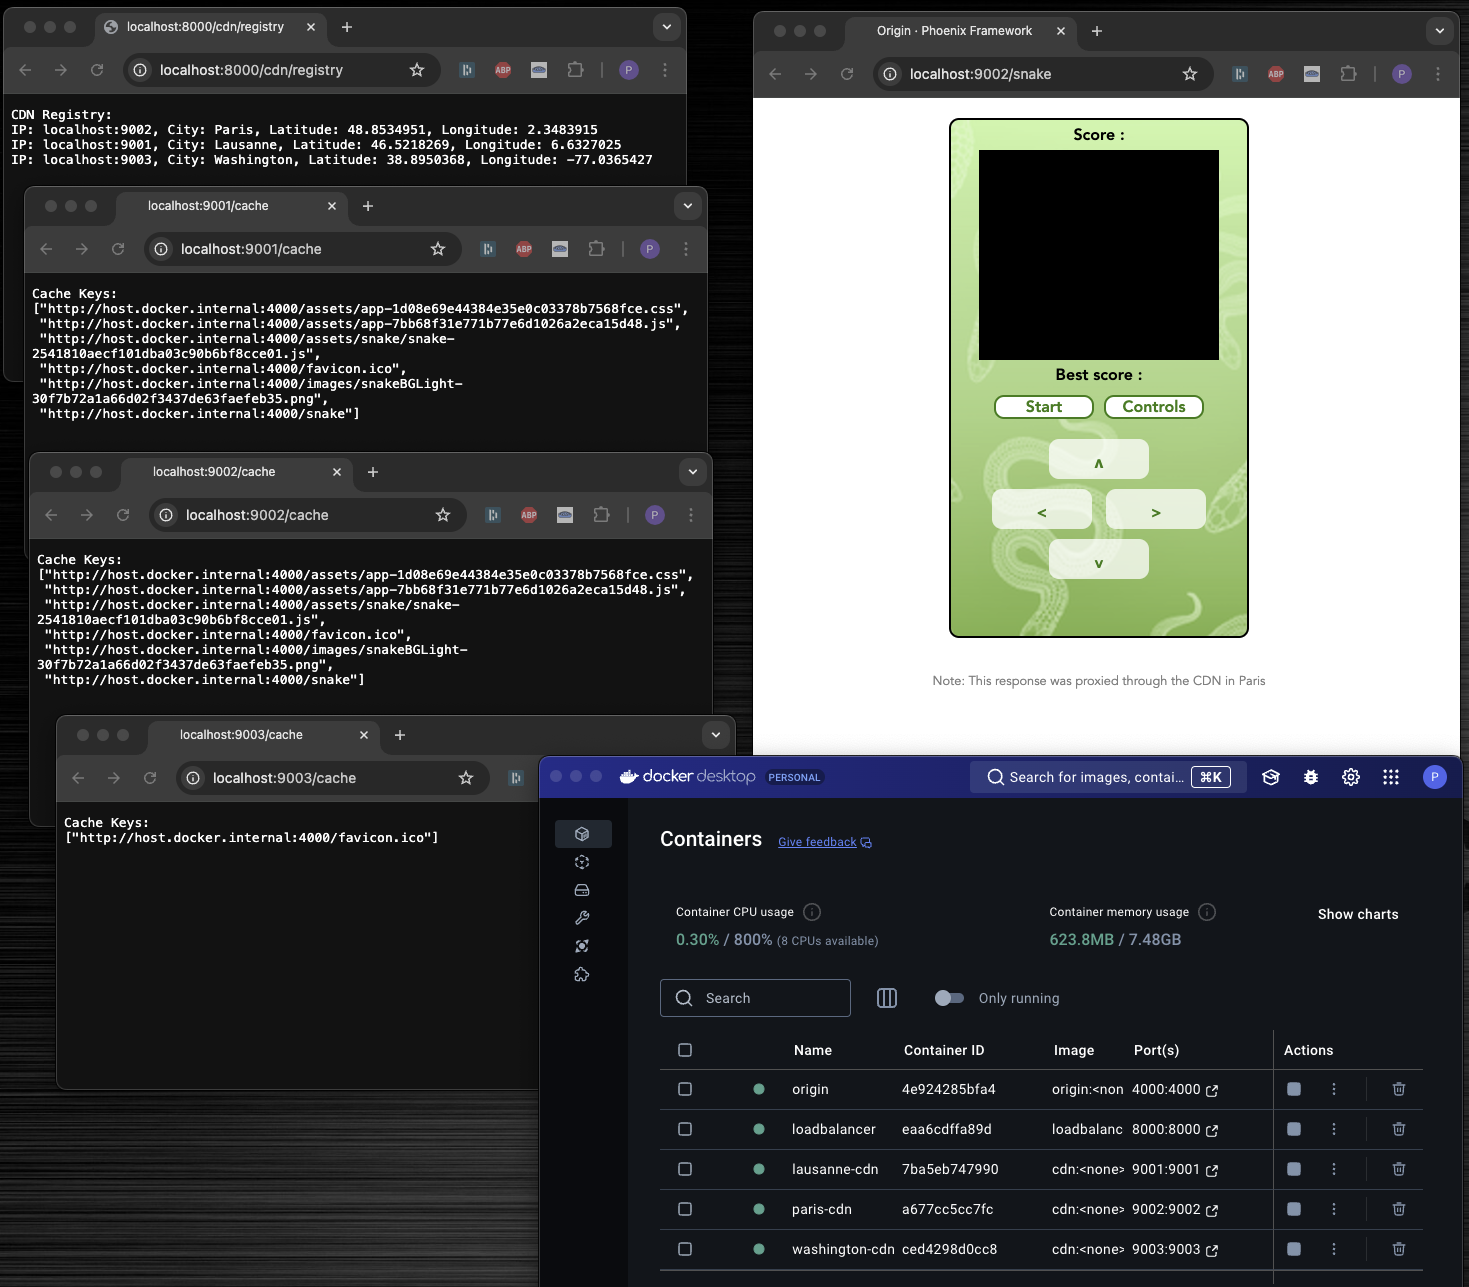 localhost:8000/cdn/registry
localhost:8000/cdn/registry
ABP
P
CDN Registry:
IP: localhost:9002, City: Paris, Latitude: 48.8534951, Longitude: 2.3483915
IP: localhost:9001, City: Lausanne, Latitude: 46.5218269, Longitude: 6.6327025
IP: localhost:9003, City: Washington, Latitude: 38.8950368, Longitude: -77.0365427
localhost:9001/cache
localhost:9001/cache
ABP
P
Cache Keys:
["http://host.docker.internal:4000/assets/app-1d08e69e44384e35e0c03378b7568fce.css",
"http://host.docker.internal:4000/assets/app-7bb68f31e771b77e6d1026a2eca15d48.js",
"http://host.docker.internal:4000/assets/snake/snake-
2541810aecf101dba03c90b6bf8cce01.js",
"http://host.docker.internal:4000/favicon.ico",
"http://host.docker.internal:4000/images/snakeBGLight-
30f7b72a1a66d02f3437de63faefeb35.png",
"http://host.docker.internal:4000/snake"]
localhost:9002/cache
localhost:9002/cache
ABP
P
Cache Keys:
["http://host.docker.internal:4000/assets/app-1d08e69e44384e35e0c03378b7568fce.css",
"http://host.docker.internal:4000/assets/app-7bb68f31e771b77e6d1026a2eca15d48.js",
"http://host.docker.internal:4000/assets/snake/snake-
2541810aecf101dba03c90b6bf8cce01.js",
"http://host.docker.internal:4000/favicon.ico",
"http://host.docker.internal:4000/images/snakeBGLight-
30f7b72a1a66d02f3437de63faefeb35.png",
"http://host.docker.internal:4000/snake"]
localhost:9003/cache
localhost:9003/cache
Cache Keys:
["http://host.docker.internal:4000/favicon.ico"]
Origin · Phoenix Framework
localhost:9002/snake
ABP
P
Score :
Best score :
Start Controls
ʌ
< >
v
Note: This response was proxied through the CDN in Paris
docker desktop PERSONAL Search for images, contai... ⌘K P
Containers Give feedback
Container CPU usage
0.30% / 800% (8 CPUs available)
Container memory usage
623.8MB / 7.48GB
Show charts
Search Only running
Name Container ID Image Port(s) Actions
origin 4e924285bfa4 origin:<non 4000:4000
loadbalancer eaa6cdffa89d loadbalanc 8000:8000
lausanne-cdn 7ba5eb747990 cdn:<none> 9001:9001
paris-cdn a677cc5cc7fc cdn:<none> 9002:9002
washington-cdn ced4298d0cc8 cdn:<none> 9003:9003